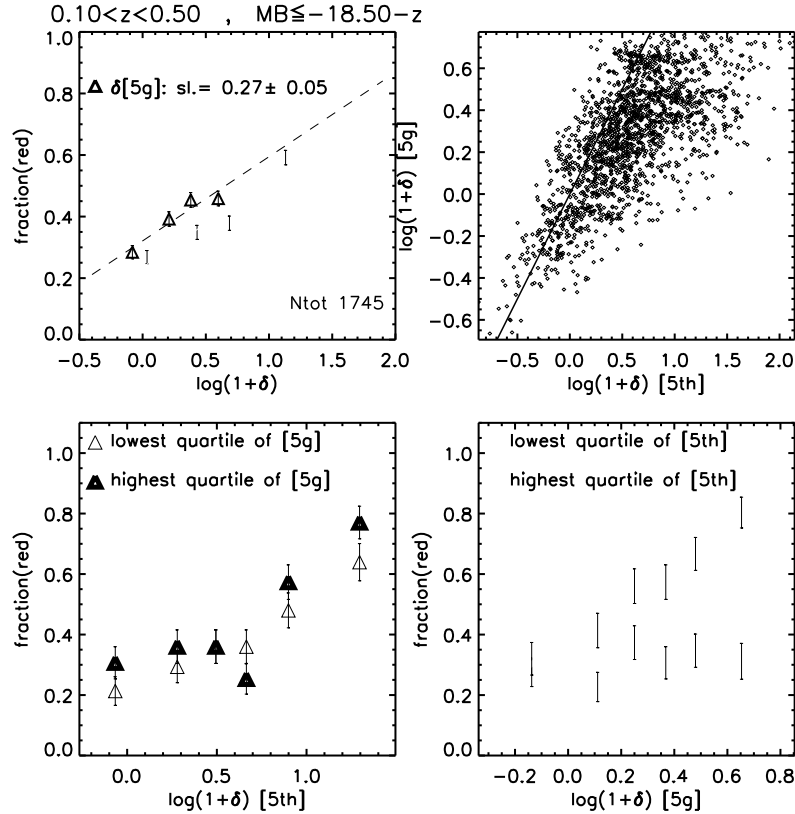 0.10<z<0.50 , MB≦−18.50−z
fraction(red)
1.0
0.8
0.6
0.4
0.2
0.0
δ[5g]: sl.= 0.27± 0.05
Ntot 1745
−0.5 0.0 0.5 1.0 1.5 2.0
log(1+δ)
log(1+δ) [5g]
0.6
0.4
0.2
0.0
−0.2
−0.4
−0.6
−0.5 0.0 0.5 1.0 1.5 2.0
log(1+δ) [5th]
fraction(red)
1.0
0.8
0.6
0.4
0.2
0.0
lowest quartile of [5g]
highest quartile of [5g]
0.0 0.5 1.0
log(1+δ) [5th]
fraction(red)
1.0
0.8
0.6
0.4
0.2
0.0
lowest quartile of [5th]
highest quartile of [5th]
−0.2 0.0 0.2 0.4 0.6 0.8
log(1+δ) [5g]